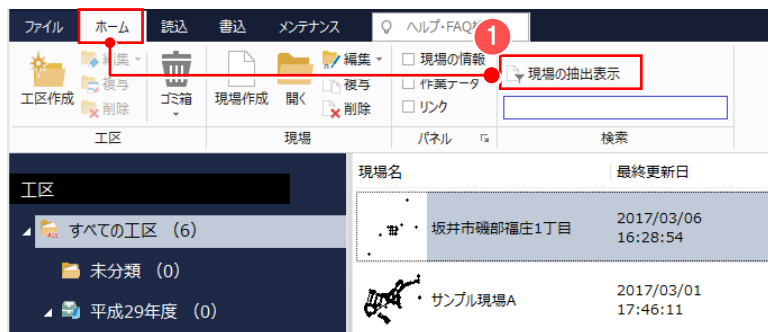 ファイル ホーム 読込 書込 メンテナンス ヘルプ・FAQ
1
工区作成 編集 複写 削除 ゴミ箱
現場作成 開く 編集 複写 削除
現場の情報
作業データ
リンク
現場の抽出表示
工区 現場 パネル 検索
工区
すべての工区 (6)
未分類 (0)
平成29年度 (0)
現場名 最終更新日
坂井市磯部福庄1丁目 2017/03/06
16:28:54
サンプル現場A 2017/03/01
17:46:11
ALL